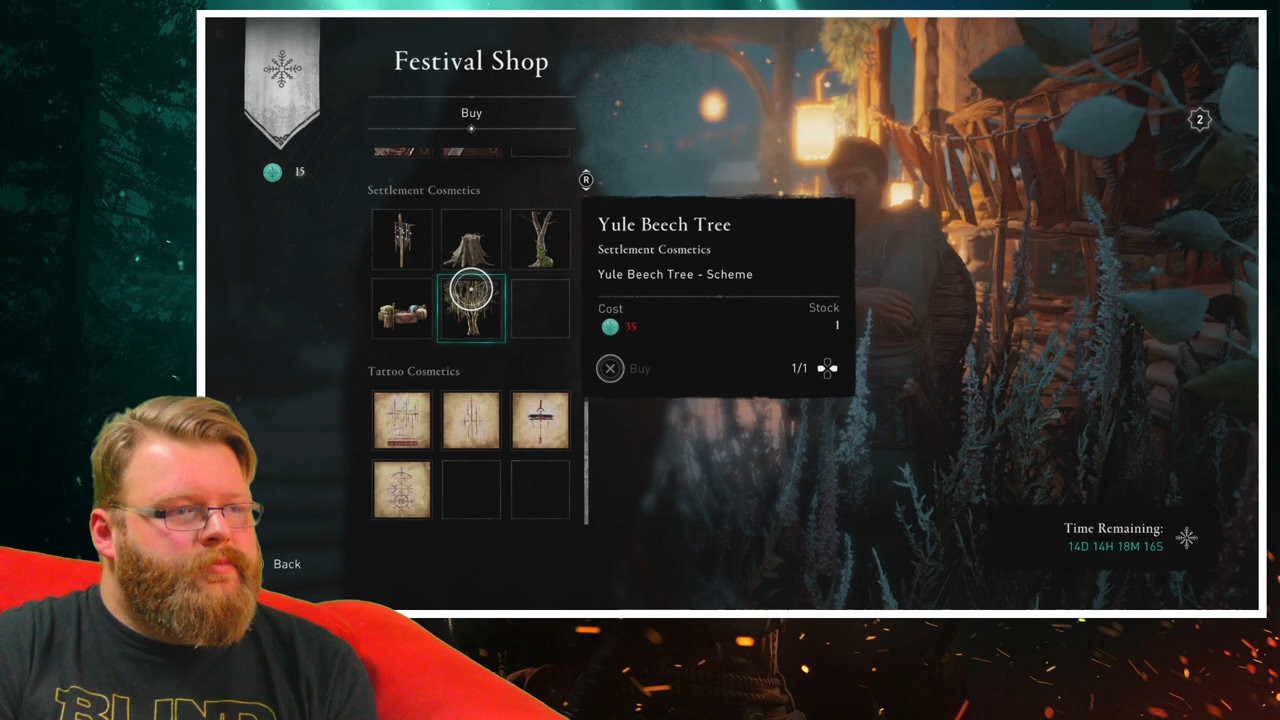 Festival Shop
Buy
15
2
Settlement Cosmetics
R
Yule Beech Tree
Settlement Cosmetics
Yule Beech Tree - Scheme
Cost
Stock
35
1
Buy
1/1
Tattoo Cosmetics
Time Remaining:
14D 14H 18M 16S
Back
BLIND